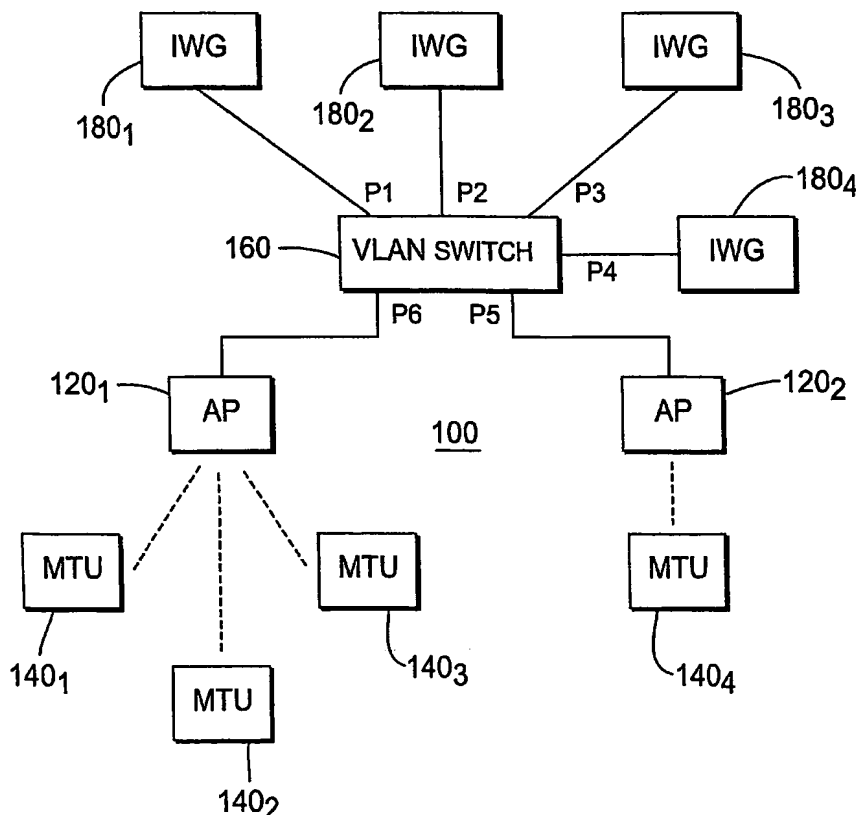 IWG IWG IWG
180₁ 180₂ 180₃
P1 P2 P3 180₄
160 VLAN SWITCH P4 IWG
P6 P5
120₁ AP AP 120₂
100
MTU MTU MTU
140₁ MTU 140₃ 140₄
140₂